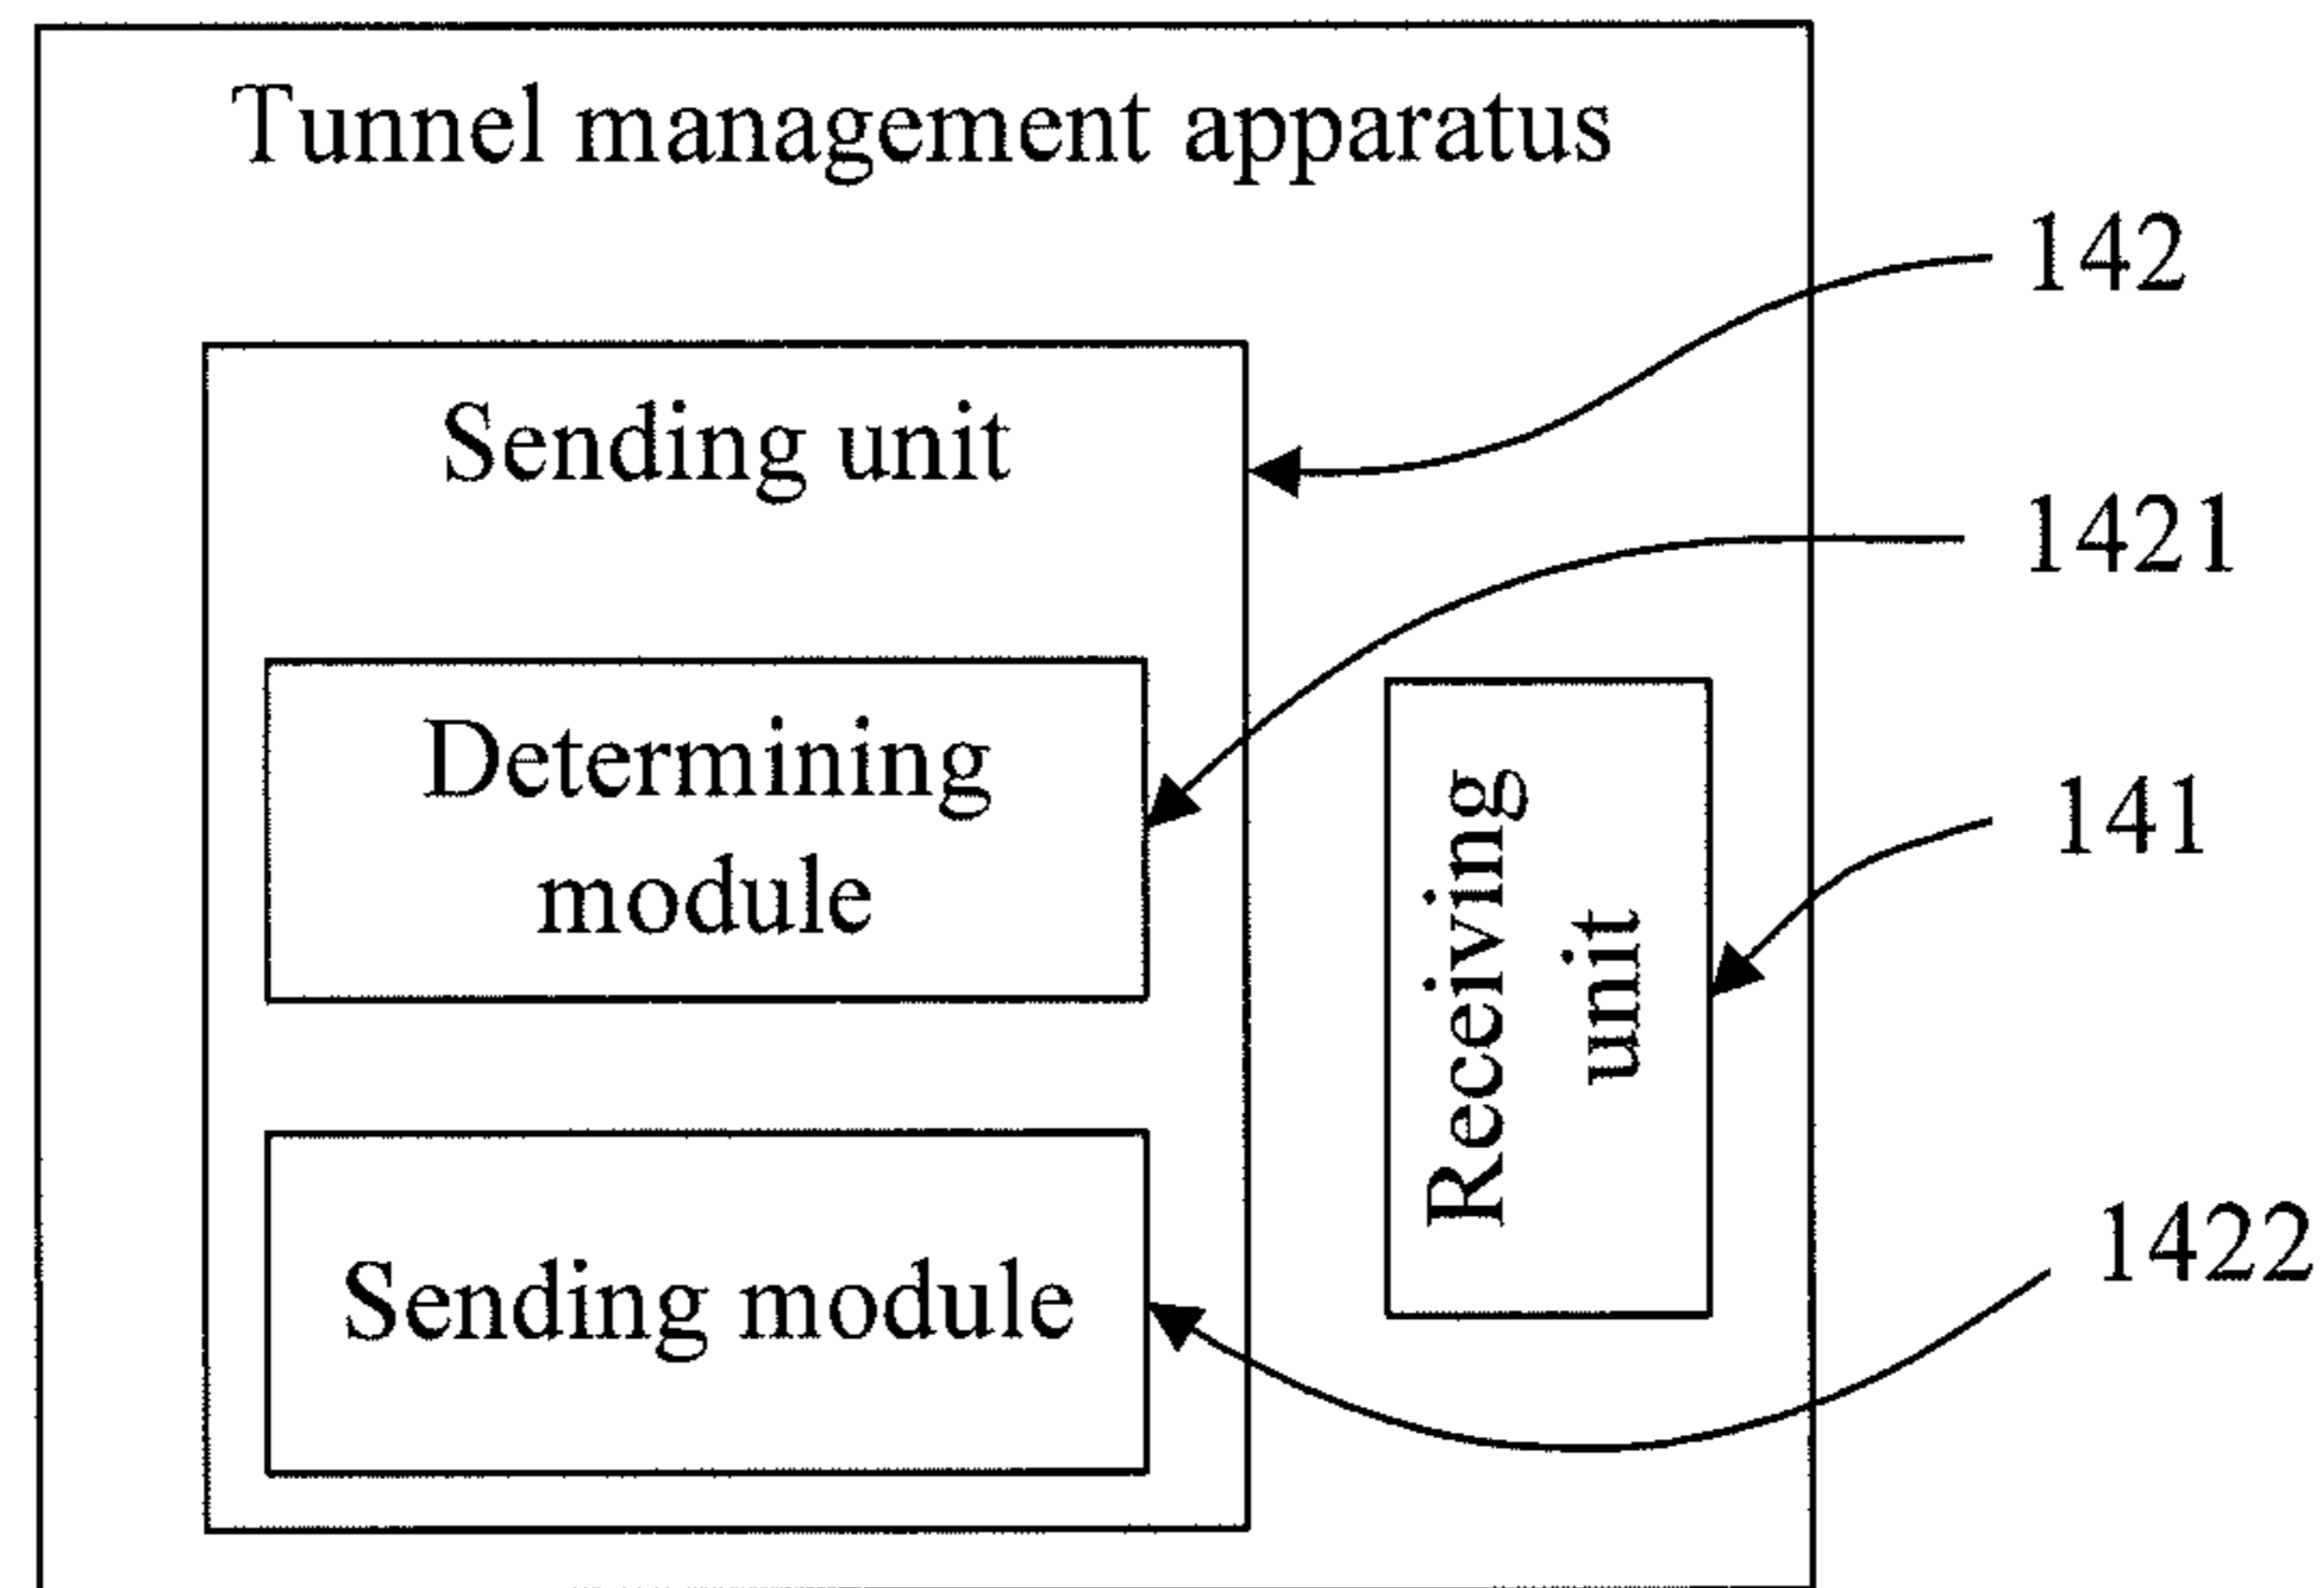 Tunnel management apparatus
142
Sending unit
1421
Determining
module
141
Receiving
unit
1422
Sending module